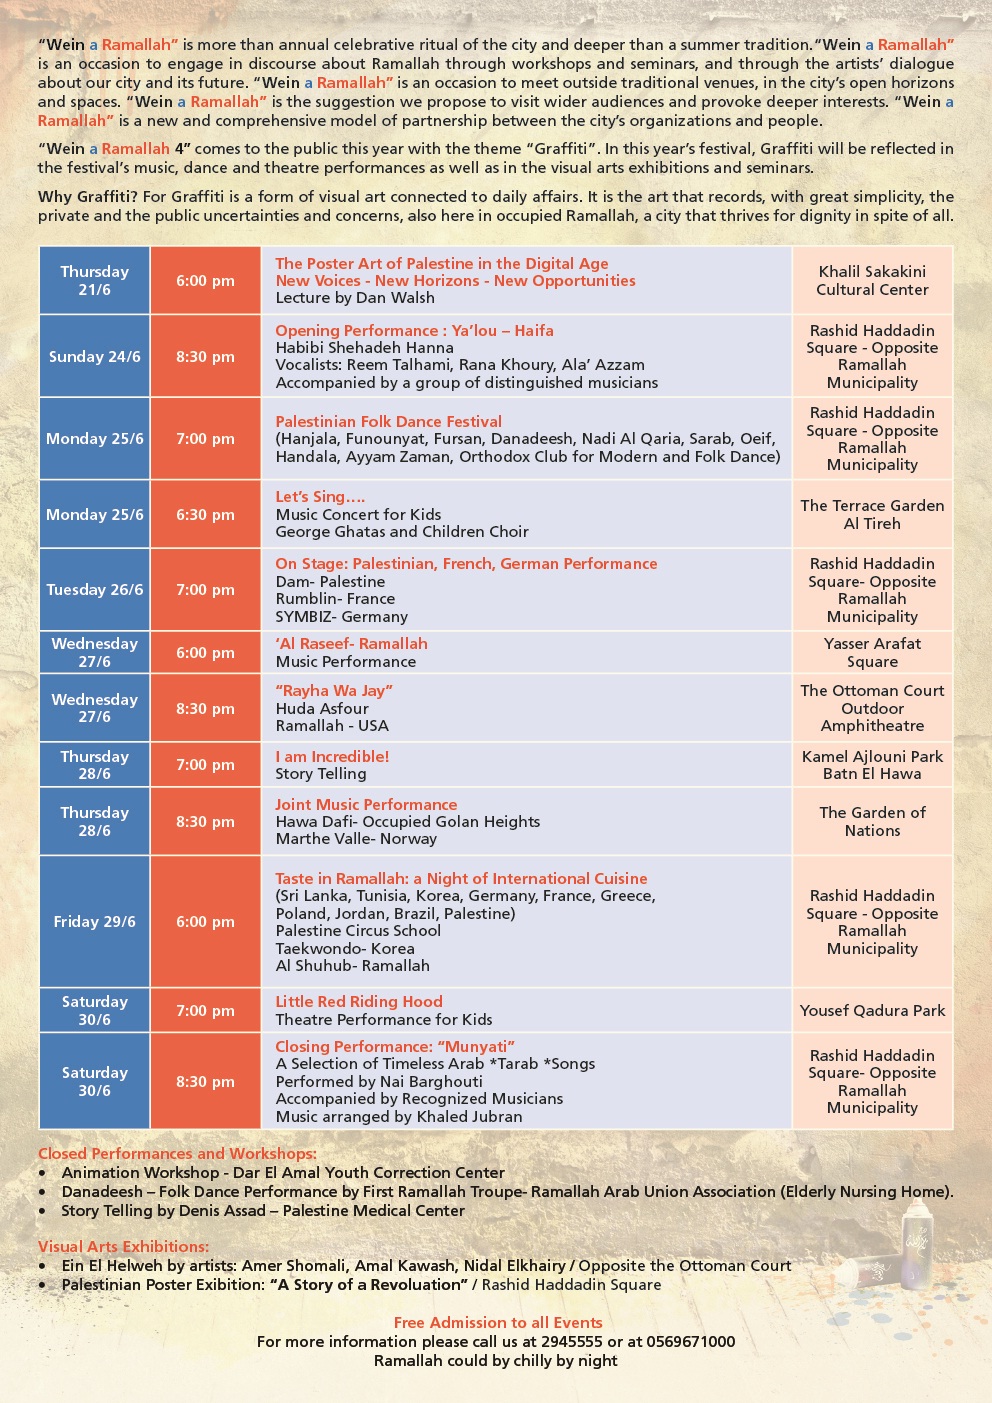 “Wein a Ramallah” is more than annual celebrative ritual of the city and deeper than a summer tradition.“Wein a Ramallah”
is an occasion to engage in discourse about Ramallah through workshops and seminars, and through the artists’ dialogue
about our city and its future. “Wein a Ramallah” is an occasion to meet outside traditional venues, in the city’s open horizons
and spaces. “Wein a Ramallah” is the suggestion we propose to visit wider audiences and provoke deeper interests. “Wein a
Ramallah” is a new and comprehensive model of partnership between the city’s organizations and people.
“Wein a Ramallah 4” comes to the public this year with the theme “Graffiti”. In this year’s festival, Graffiti will be reflected in
the festival’s music, dance and theatre performances as well as in the visual arts exhibitions and seminars.
Why Graffiti? For Graffiti is a form of visual art connected to daily affairs. It is the art that records, with great simplicity, the
private and the public uncertainties and concerns, also here in occupied Ramallah, a city that thrives for dignity in spite of all.
Thursday
21/6
6:00 pm
The Poster Art of Palestine in the Digital Age
New Voices - New Horizons - New Opportunities
Lecture by Dan Walsh
Khalil Sakakini
Cultural Center
Sunday 24/6
8:30 pm
Opening Performance : Ya’lou – Haifa
Habibi Shehadeh Hanna
Vocalists: Reem Talhami, Rana Khoury, Ala’ Azzam
Accompanied by a group of distinguished musicians
Rashid Haddadin
Square - Opposite
Ramallah
Municipality
Monday 25/6
7:00 pm
Palestinian Folk Dance Festival
(Hanjala, Funounyat, Fursan, Danadeesh, Nadi Al Qaria, Sarab, Oeif,
Handala, Ayyam Zaman, Orthodox Club for Modern and Folk Dance)
Rashid Haddadin
Square - Opposite
Ramallah
Municipality
Monday 25/6
6:30 pm
Let’s Sing....
Music Concert for Kids
George Ghatas and Children Choir
The Terrace Garden
Al Tireh
Tuesday 26/6
7:00 pm
On Stage: Palestinian, French, German Performance
Dam- Palestine
Rumblin- France
SYMBIZ- Germany
Rashid Haddadin
Square- Opposite
Ramallah
Municipality
Wednesday
27/6
6:00 pm
‘Al Raseef- Ramallah
Music Performance
Yasser Arafat
Square
Wednesday
27/6
8:30 pm
“Rayha Wa Jay”
Huda Asfour
Ramallah - USA
The Ottoman Court
Outdoor
Amphitheatre
Thursday
28/6
7:00 pm
I am Incredible!
Story Telling
Kamel Ajlouni Park
Batn El Hawa
Thursday
28/6
8:30 pm
Joint Music Performance
Hawa Dafi- Occupied Golan Heights
Marthe Valle- Norway
The Garden of
Nations
Friday 29/6
6:00 pm
Taste in Ramallah: a Night of International Cuisine
(Sri Lanka, Tunisia, Korea, Germany, France, Greece,
Poland, Jordan, Brazil, Palestine)
Palestine Circus School
Taekwondo- Korea
Al Shuhub- Ramallah
Rashid Haddadin
Square - Opposite
Ramallah
Municipality
Saturday
30/6
7:00 pm
Little Red Riding Hood
Theatre Performance for Kids
Yousef Qadura Park
Saturday
30/6
8:30 pm
Closing Performance: “Munyati”
A Selection of Timeless Arab *Tarab *Songs
Performed by Nai Barghouti
Accompanied by Recognized Musicians
Music arranged by Khaled Jubran
Rashid Haddadin
Square- Opposite
Ramallah
Municipality
Closed Performances and Workshops:
• Animation Workshop - Dar El Amal Youth Correction Center
• Danadeesh – Folk Dance Performance by First Ramallah Troupe- Ramallah Arab Union Association (Elderly Nursing Home).
• Story Telling by Denis Assad – Palestine Medical Center
Visual Arts Exhibitions:
• Ein El Helweh by artists: Amer Shomali, Amal Kawash, Nidal Elkhairy / Opposite the Ottoman Court
• Palestinian Poster Exibition: “A Story of a Revoluation” / Rashid Haddadin Square
Free Admission to all Events
For more information please call us at 2945555 or at 0569671000
Ramallah could by chilly by night